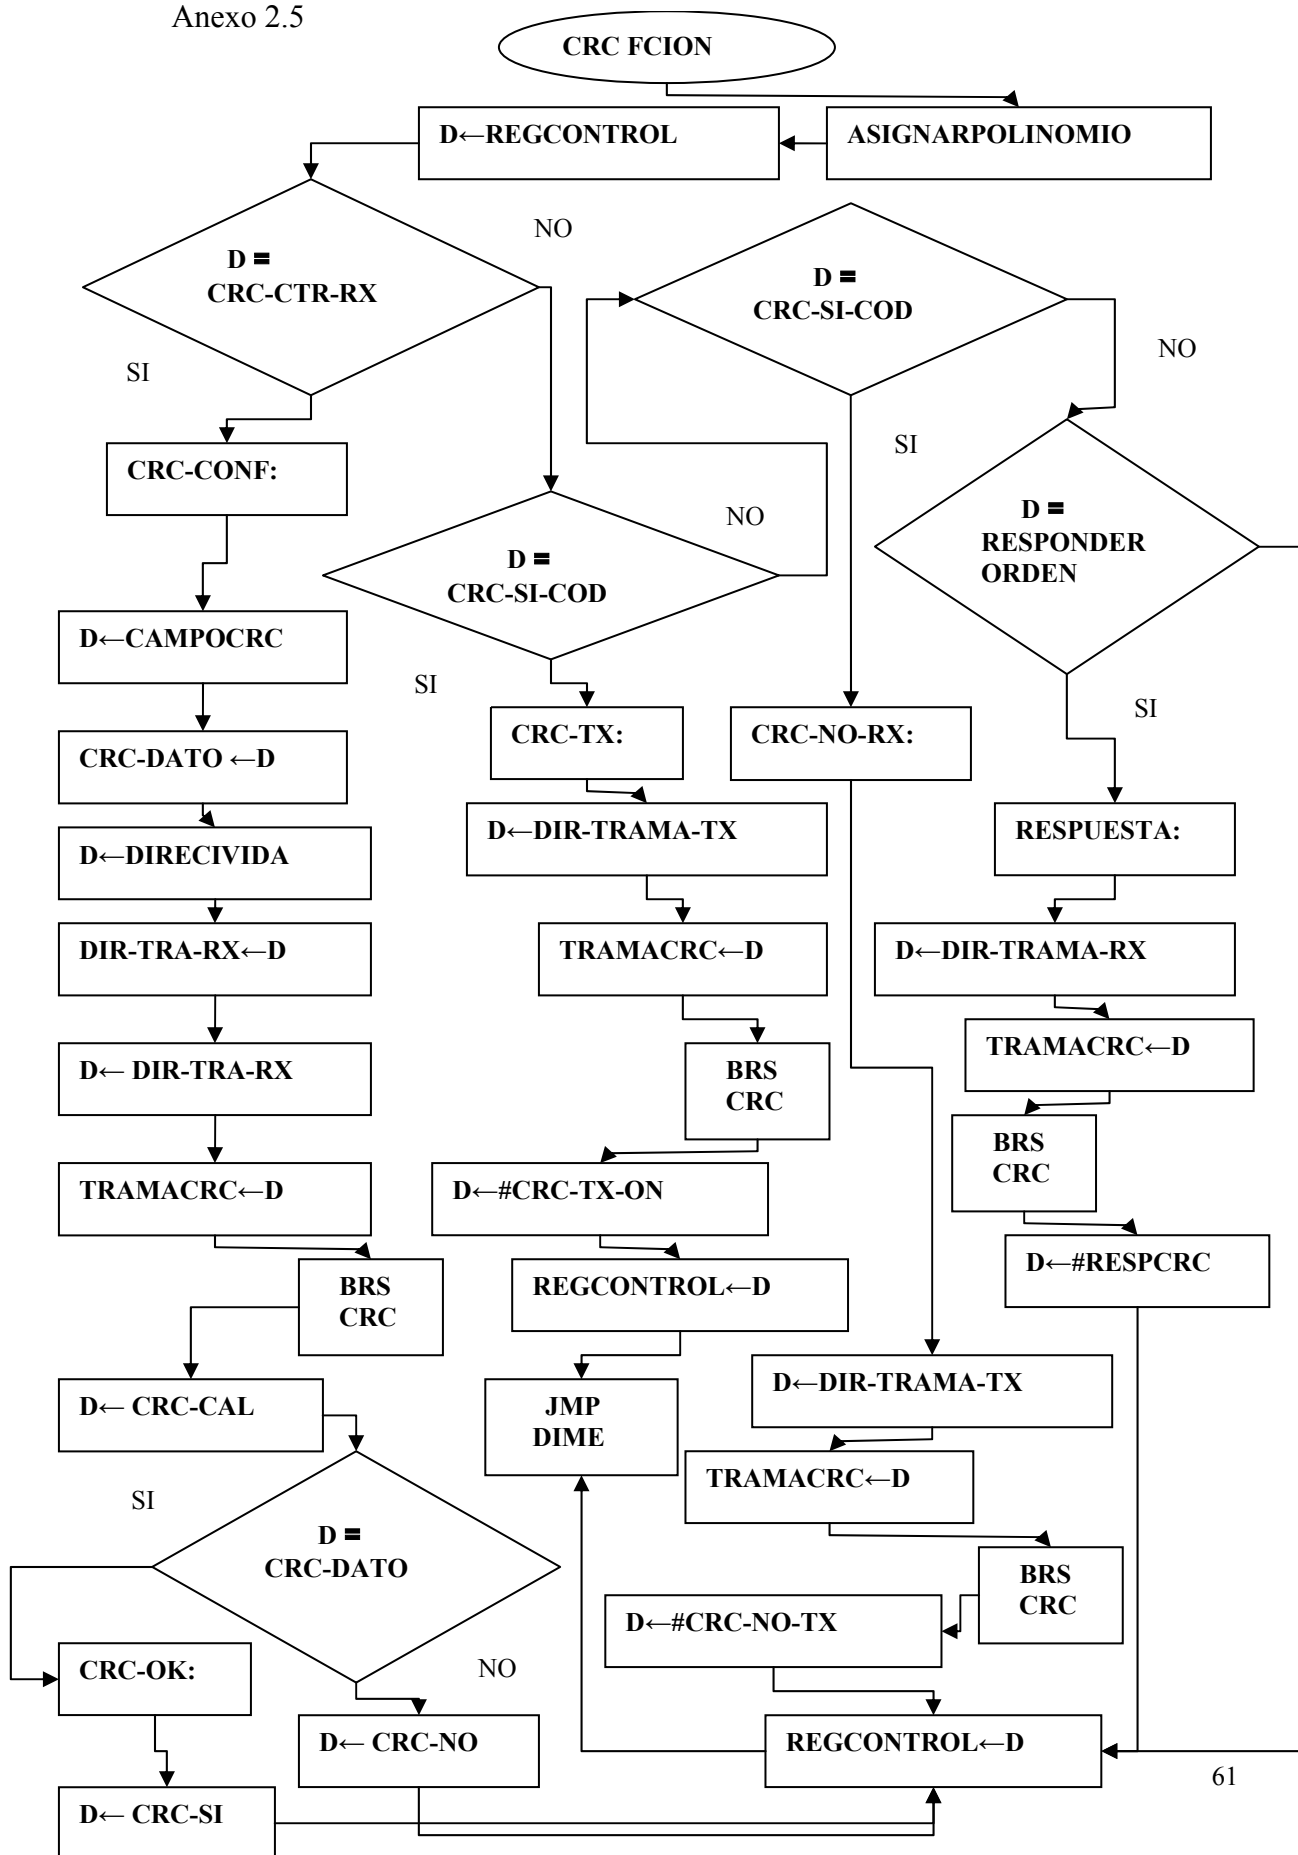 Anexo 2.5
CRC FCION
D←REGCONTROL
ASIGNARPOLINOMIO
NO
D =
CRC-CTR-RX
D =
CRC-SI-COD
NO
SI
SI
CRC-CONF:
NO
D =
RESPONDER
ORDEN
D =
CRC-SI-COD
D←CAMPOCRC
SI
SI
CRC-TX:
CRC-NO-RX:
CRC-DATO ←D
D←DIR-TRAMA-TX
RESPUESTA:
D←DIRECIVIDA
DIR-TRA-RX←D
TRAMACRC←D
D←DIR-TRAMA-RX
D← DIR-TRA-RX
BRS
CRC
TRAMACRC←D
BRS
CRC
TRAMACRC←D
D←#CRC-TX-ON
D←#RESPCRC
BRS
CRC
REGCONTROL←D
D← CRC-CAL
JMP
DIME
D←DIR-TRAMA-TX
TRAMACRC←D
SI
D =
CRC-DATO
BRS
CRC
D←#CRC-NO-TX
CRC-OK:
NO
D← CRC-NO
REGCONTROL←D
61
D← CRC-SI